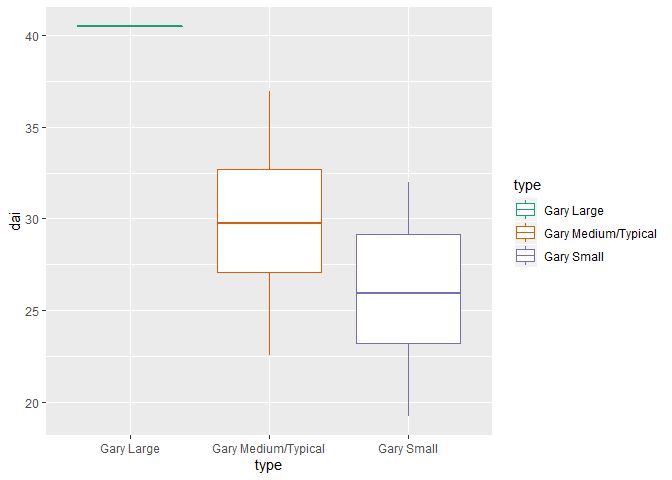 40
35
30
25
20
dai
Gary Large
Gary Medium/Typical
Gary Small
type
type
Gary Large
Gary Medium/Typical
Gary Small